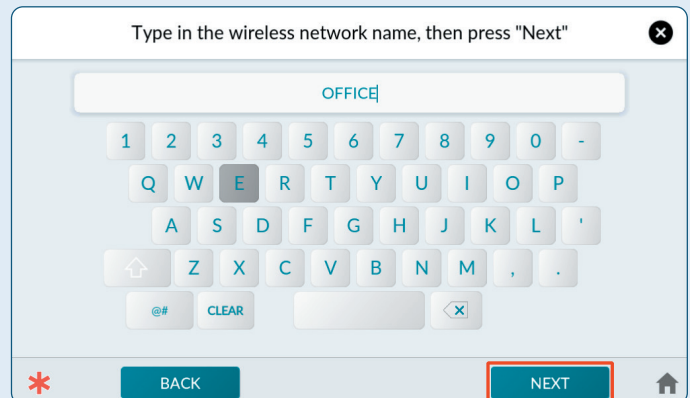 Type in the wireless network name, then press "Next"
OFFICE
1 2 3 4 5 6 7 8 9 0 -
Q W E R T Y U I O P
A S D F G H J K L '
Z X C V B N M , .
@# CLEAR
BACK NEXT